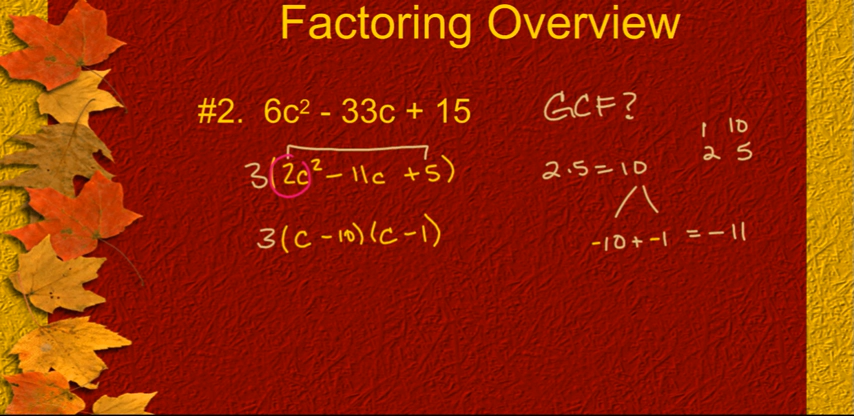 Factoring Overview
#2. 6c² - 33c + 15
GCF?
1 10
2 5
3(2c² - 11c + 5)
2·5 = 10
3(c - 10)(c - 1)
-10 + -1 = -11